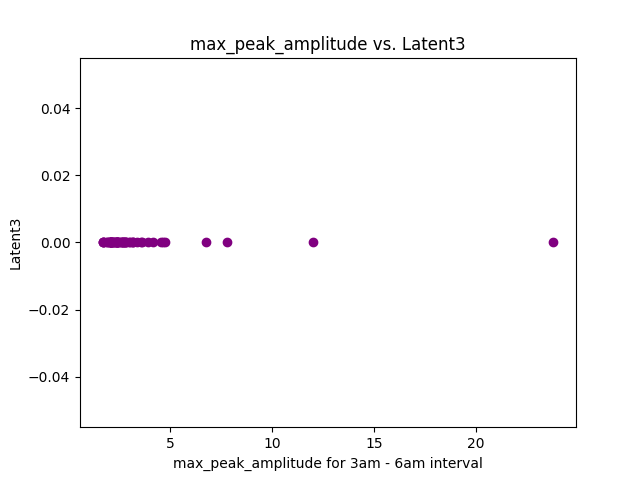 max_peak_amplitude vs. Latent3
0.04
0.02
0.00
−0.02
−0.04
Latent3
5 10 15 20
max_peak_amplitude for 3am - 6am interval